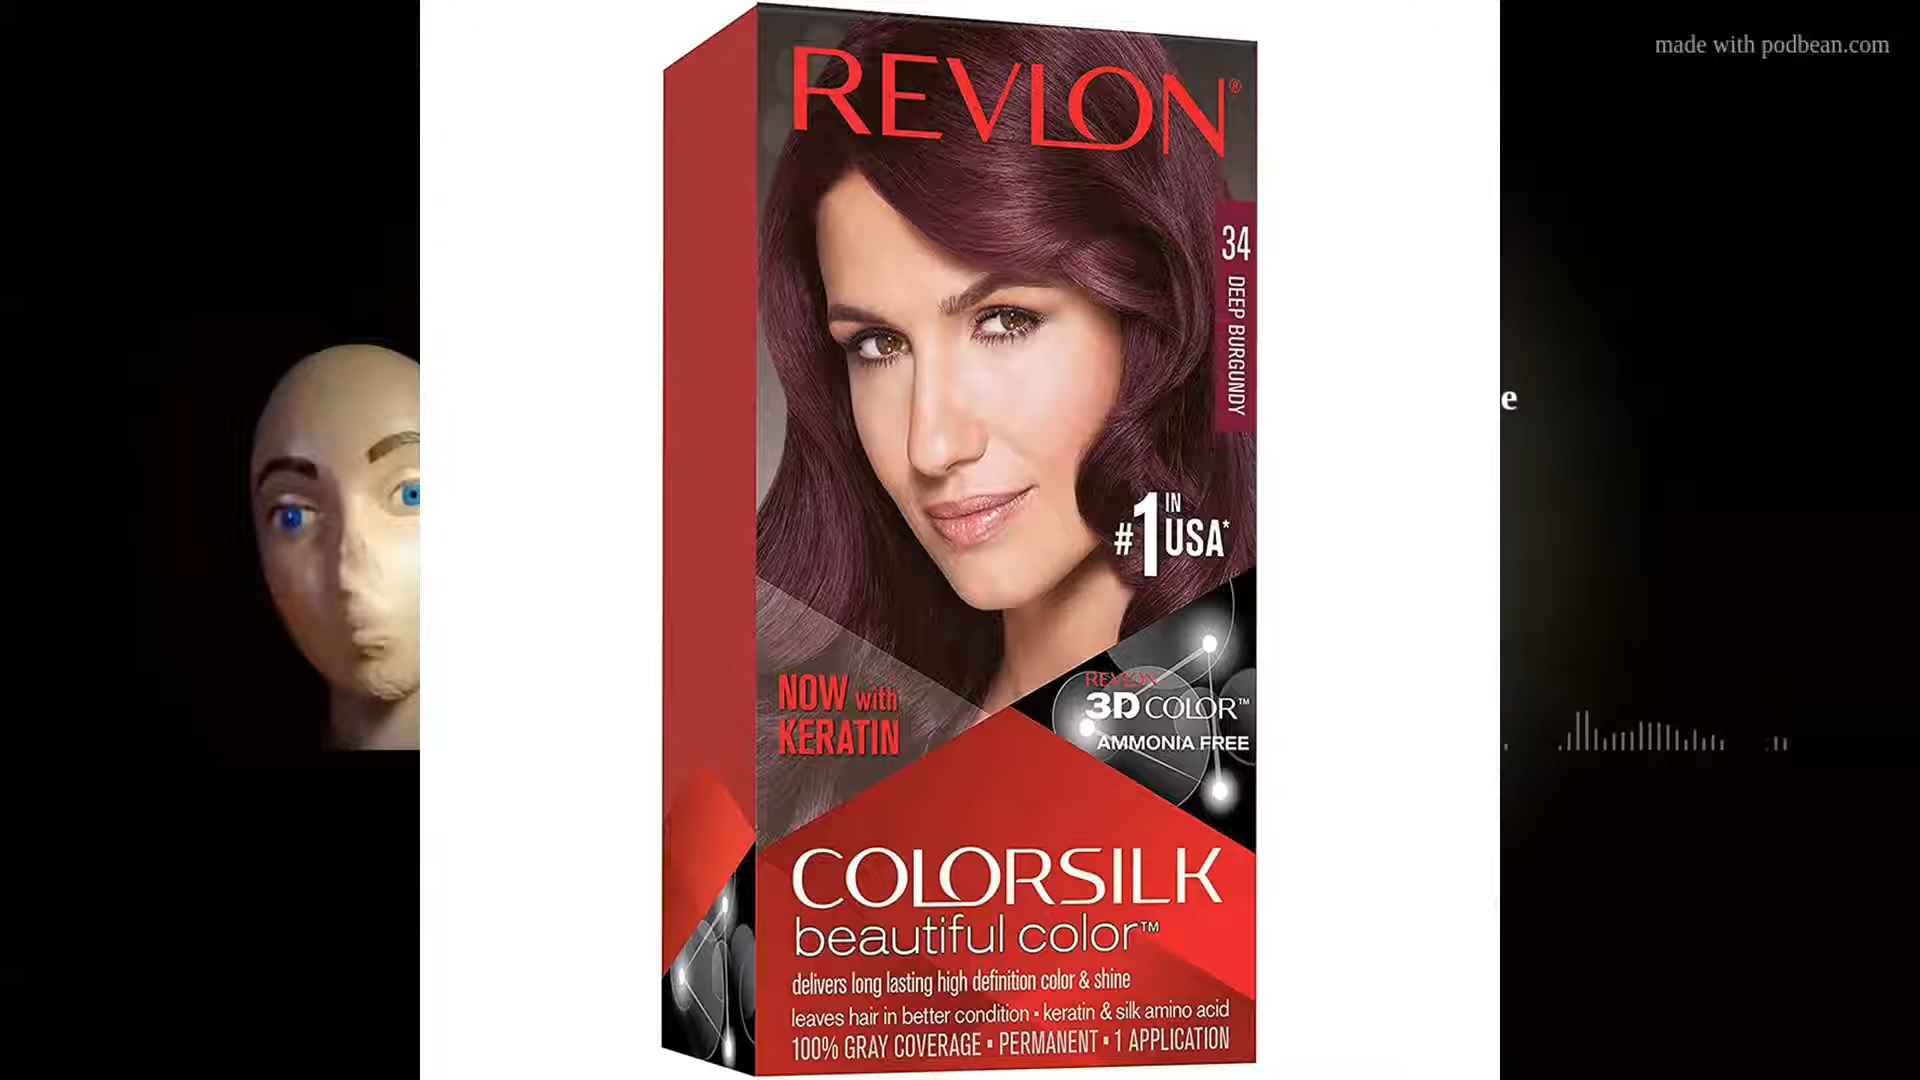 made with podbean.com
REVLON®
34
DEEP BURGUNDY
e
#1 IN USA*
NOW with
KERATIN
REVLON
3D COLOR™
AMMONIA FREE
COLORSILK
beautiful color™
delivers long lasting high definition color & shine
leaves hair in better condition • keratin & silk amino acid
100% GRAY COVERAGE ▪ PERMANENT ▪ 1 APPLICATION